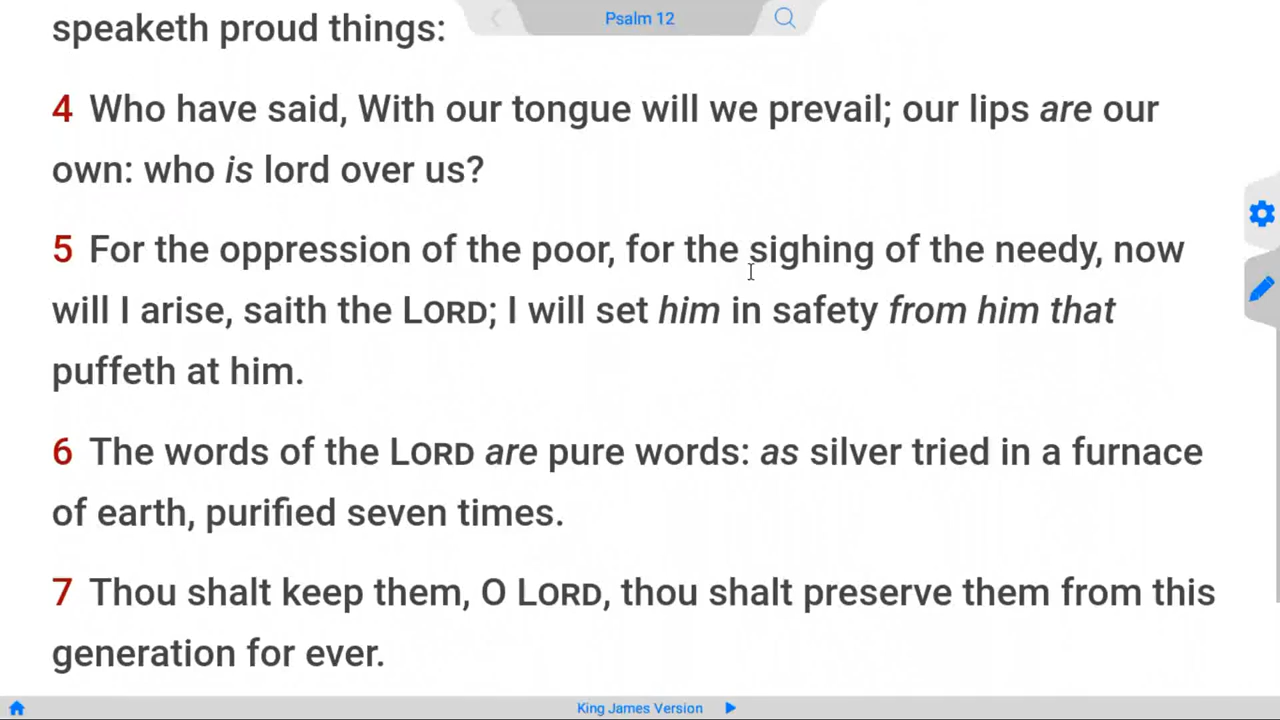 Psalm 12
speaketh proud things:
4 Who have said, With our tongue will we prevail; our lips are our
own: who is lord over us?
5 For the oppression of the poor, for the sighing of the needy, now
will I arise, saith the LORD; I will set him in safety from him that
puffeth at him.
6 The words of the LORD are pure words: as silver tried in a furnace
of earth, purified seven times.
7 Thou shalt keep them, O LORD, thou shalt preserve them from this
generation for ever.
King James Version